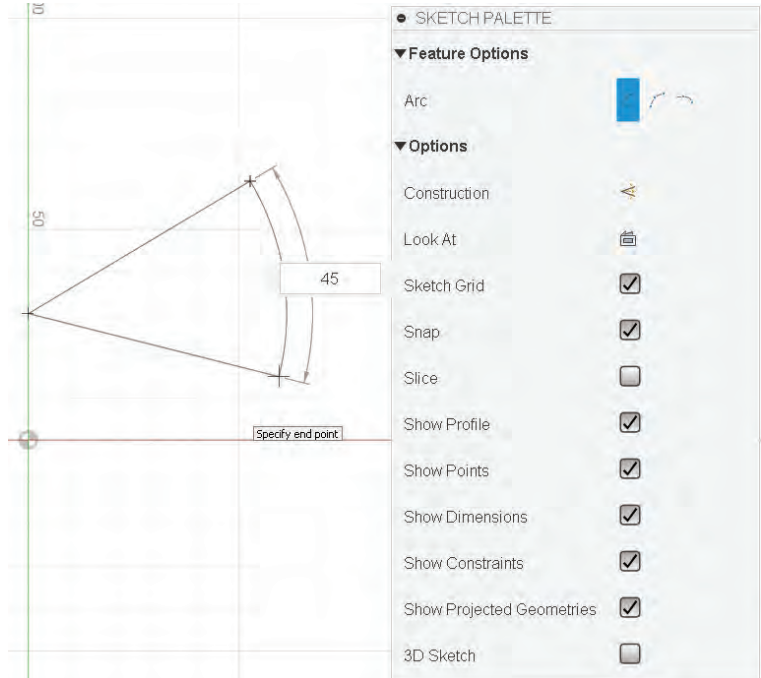 SKETCH PALETTE
▼Feature Options
Arc
▼Options
Construction
Look At
Sketch Grid
Snap
Slice
Show Profile
Show Points
Show Dimensions
Show Constraints
Show Projected Geometries
3D Sketch
50
45
Specify end point